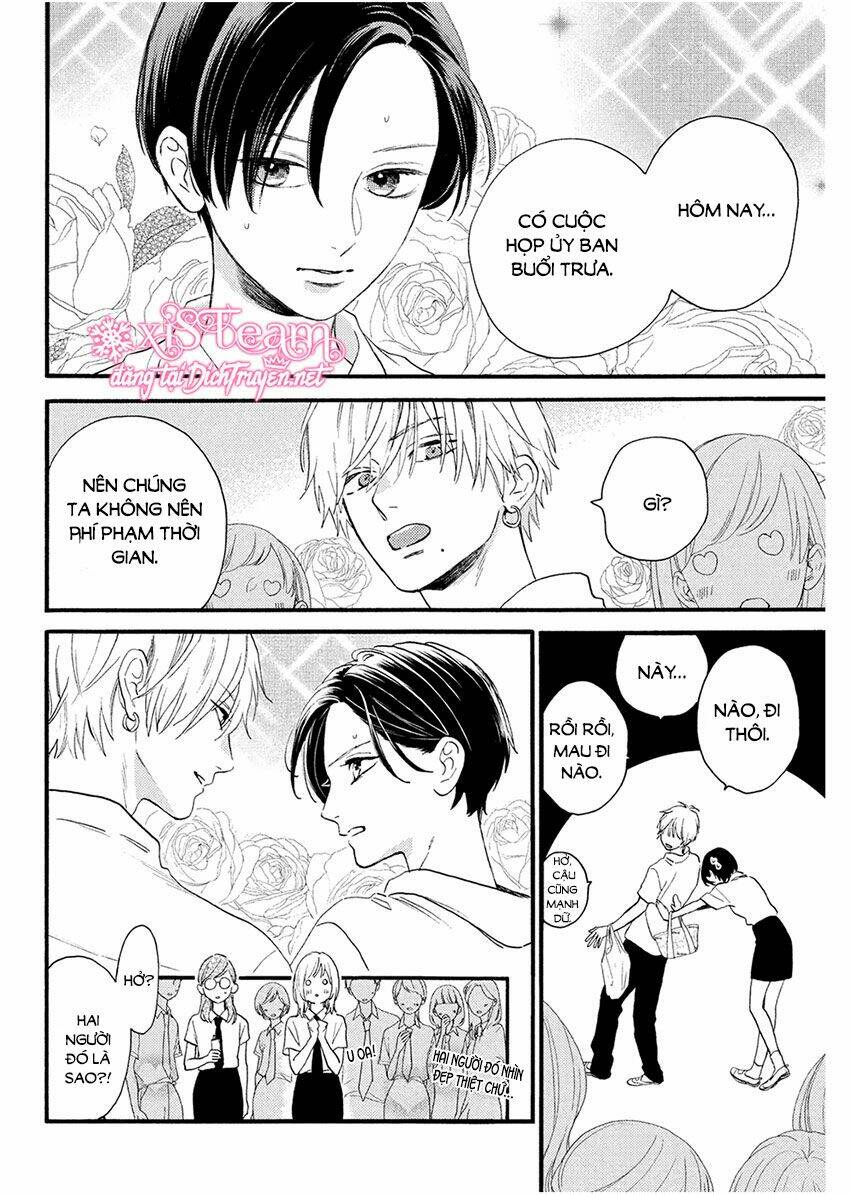 HÔM NAY...
CÓ CUỘC
HỌP ỦY BAN
BUỔI TRƯA.
xiSTeam
đăng tại DichTruyen.net
GÌ?
NÊN CHÚNG
TA KHÔNG NÊN
PHÍ PHẠM THỜI
GIAN.
NÀO, ĐI
THÔI.
NÀY...
RỒI RỒI,
MAU ĐI
NÀO.
HỞ,
CẬU
CŨNG
MẠNH
DỮ.
HỞ?
HAI
NGƯỜI
ĐÓ LÀ
SAO?!
U OA!
HAI NGƯỜI ĐÓ NHÌN
ĐẸP THIỆT CHỨ...